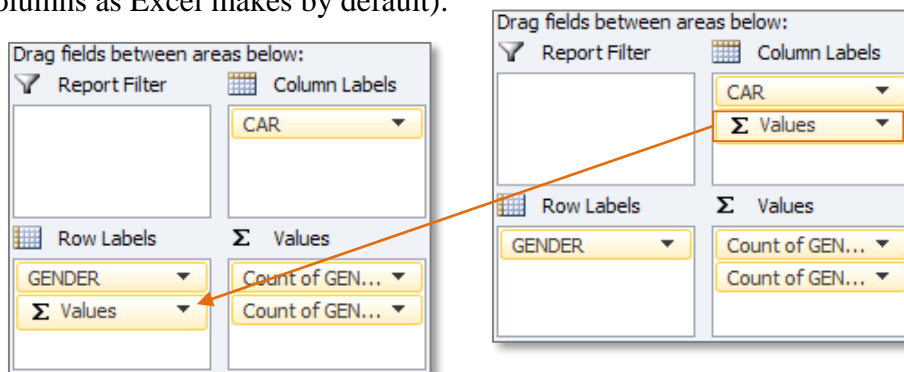 olumns as Excel makes by default).
Drag fields between areas below:
Report Filter
Column Labels
CAR
Row Labels
Σ Values
GENDER
Σ Values
Count of GEN...
Count of GEN...
Drag fields between areas below:
Report Filter
Column Labels
CAR
Σ Values
Row Labels
Σ Values
GENDER
Count of GEN...
Count of GEN...